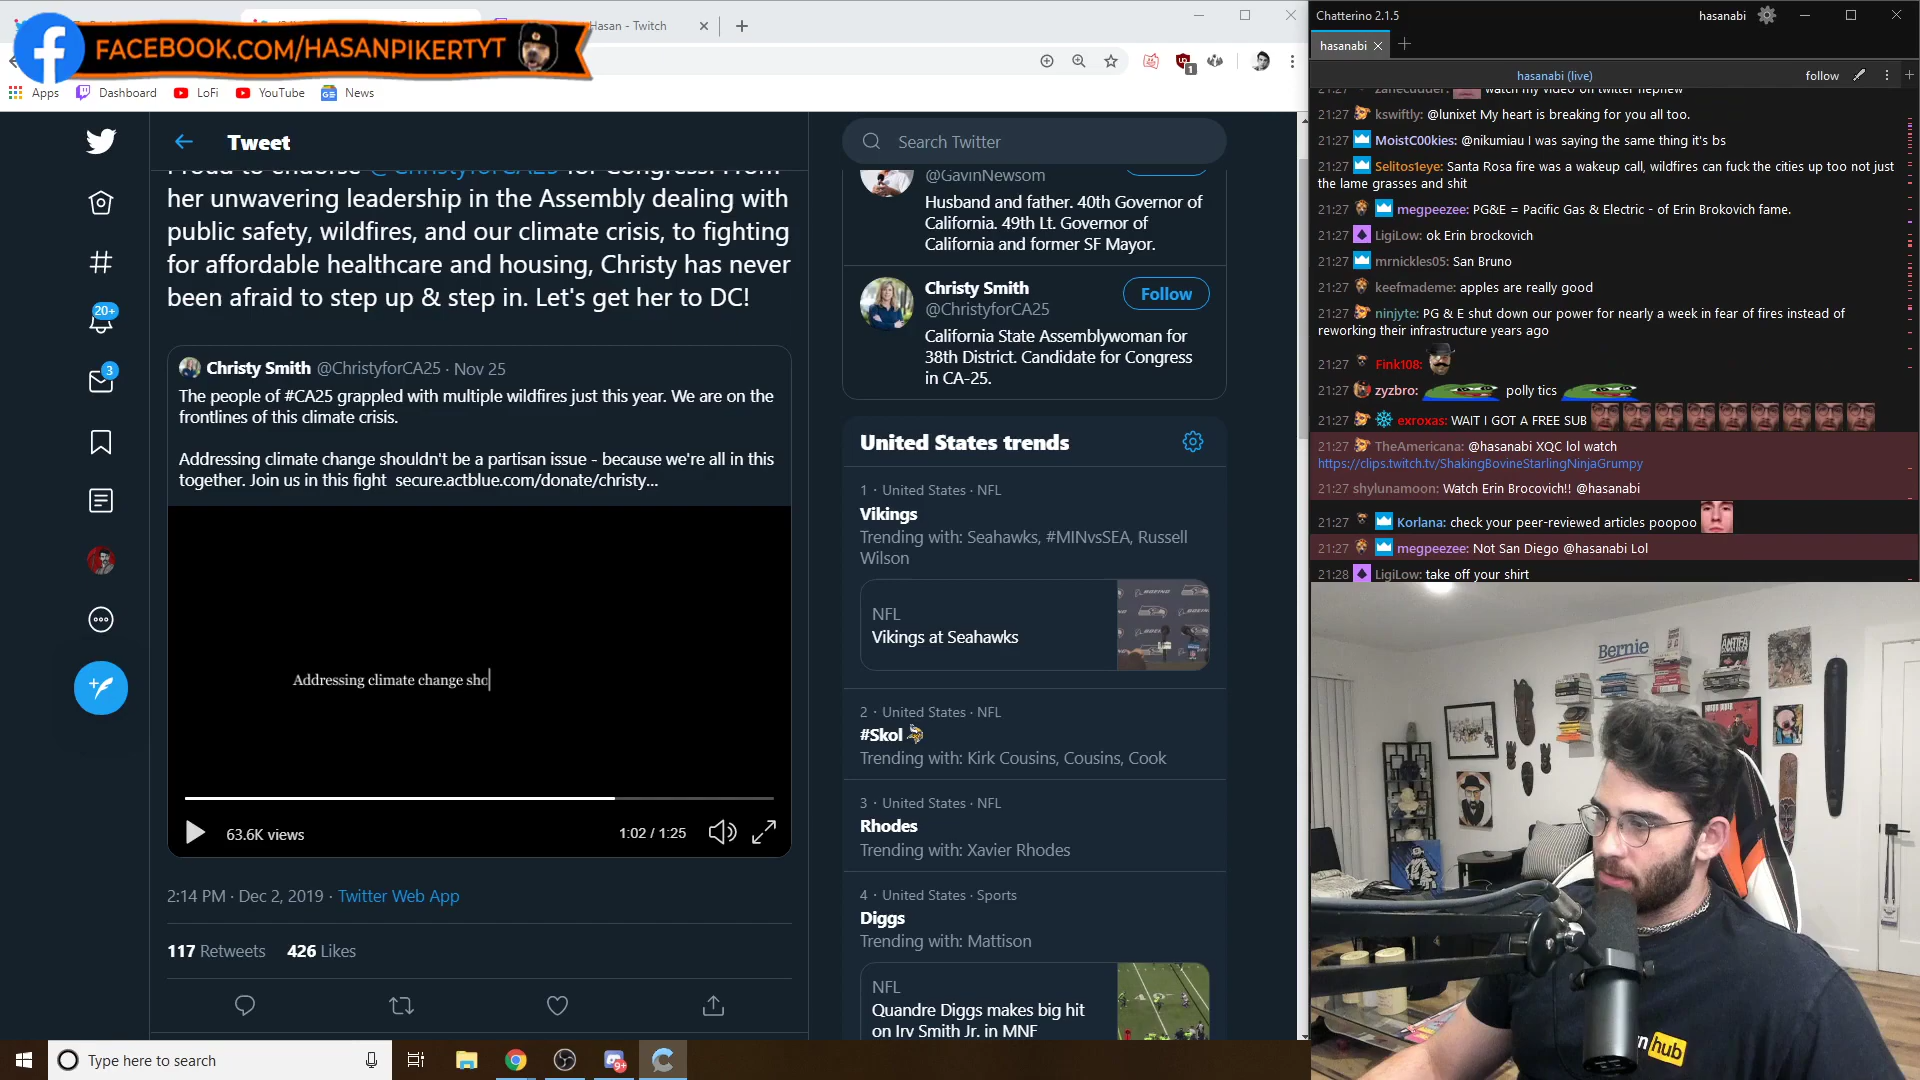 FACEBOOK.COM/HASANPIKERTYT
Hasan - Twitch
Apps
Dashboard
LoFi
YouTube
News
1
Tweet
Proud to endorse @ChristyforCA25 for Congress. From
her unwavering leadership in the Assembly dealing with
public safety, wildfires, and our climate crisis, to fighting
for affordable healthcare and housing, Christy has never
been afraid to step up & step in. Let's get her to DC!
20+
3
Christy Smith @ChristyforCA25 · Nov 25
The people of #CA25 grappled with multiple wildfires just this year. We are on the
frontlines of this climate crisis.
Addressing climate change shouldn't be a partisan issue - because we're all in this
together. Join us in this fight secure.actblue.com/donate/christy...
Addressing climate change sho
63.6K views
1:02 / 1:25
2:14 PM · Dec 2, 2019 · Twitter Web App
117 Retweets 426 Likes
Search Twitter
@GavinNewsom
Husband and father. 40th Governor of
California. 49th Lt. Governor of
California and former SF Mayor.
Christy Smith
@ChristyforCA25
Follow
California State Assemblywoman for
38th District. Candidate for Congress
in CA-25.
United States trends
1 · United States · NFL
Vikings
Trending with: Seahawks, #MINvsSEA, Russell
Wilson
NFL
Vikings at Seahawks
2 · United States · NFL
#Skol
Trending with: Kirk Cousins, Cousins, Cook
3 · United States · NFL
Rhodes
Trending with: Xavier Rhodes
4 · United States · Sports
Diggs
Trending with: Mattison
NFL
Quandre Diggs makes big hit
on Irv Smith Jr. in MNF
Type here to search
9+
Chatterino 2.1.5
hasanabi
hasanabi
hasanabi (live)
follow
21:27 zanecudder: watch my video on twitter nephew
21:27 kswiftly: @lunixet My heart is breaking for you all too.
21:27 MoistC00kies: @nikumiau I was saying the same thing it's bs
21:27 Selitos1eye: Santa Rosa fire was a wakeup call, wildfires can fuck the cities up too not just
the lame grasses and shit
21:27 megpeezee: PG&E = Pacific Gas & Electric - of Erin Brokovich fame.
21:27 LigiLow: ok Erin brockovich
21:27 mrnickles05: San Bruno
21:27 keefmademe: apples are really good
21:27 ninjyte: PG & E shut down our power for nearly a week in fear of fires instead of
reworking their infrastructure years ago
21:27 Fink108:
21:27 zyzbro: polly tics
21:27 exroxas: WAIT I GOT A FREE SUB
21:27 TheAmericana: @hasanabi XQC lol watch
https://clips.twitch.tv/ShakingBovineStarlingNinjaGrumpy
21:27 shylunamoon: Watch Erin Brocovich!! @hasanabi
21:27 Korlana: check your peer-reviewed articles poopoo
21:27 megpeezee: Not San Diego @hasanabi Lol
21:28 LigiLow: take off your shirt
Bernie
ANTIFA
hub